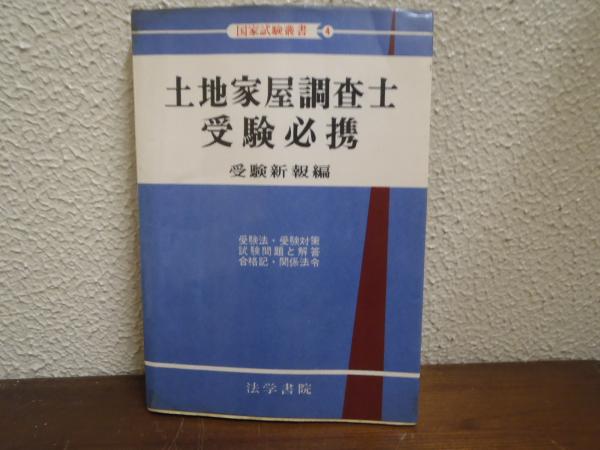 国家試験叢書 4
土地家屋調査士
受験必携
受験新報編
受験法・受験対策
試験問題と解答
合格記・関係法令
法学書院